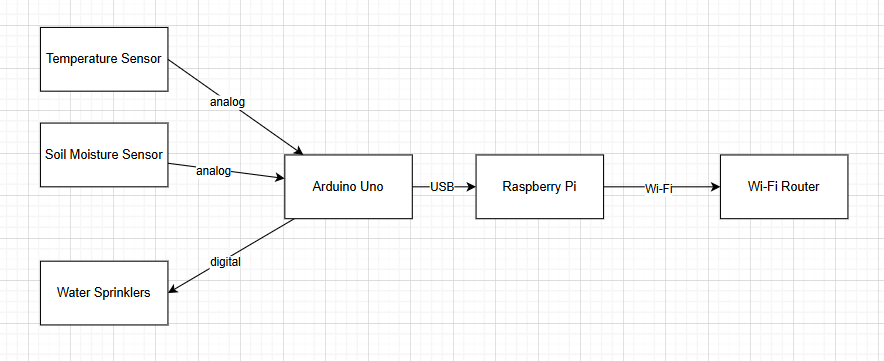 Temperature Sensor
analog
Soil Moisture Sensor
analog
Arduino Uno
USB
Raspberry Pi
Wi-Fi
Wi-Fi Router
digital
Water Sprinklers